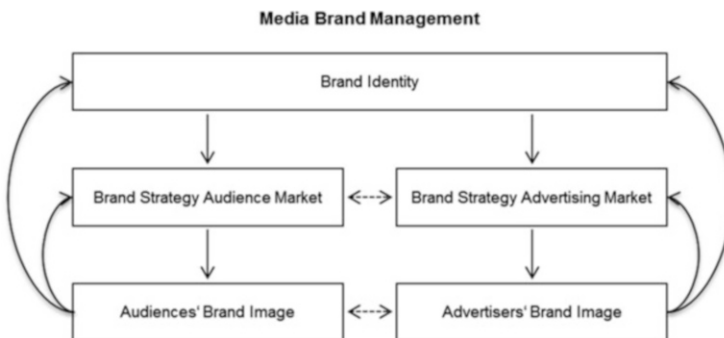 Media Brand Management
Brand Identity
Brand Strategy Audience Market
Brand Strategy Advertising Market
Audiences' Brand Image
Advertisers' Brand Image